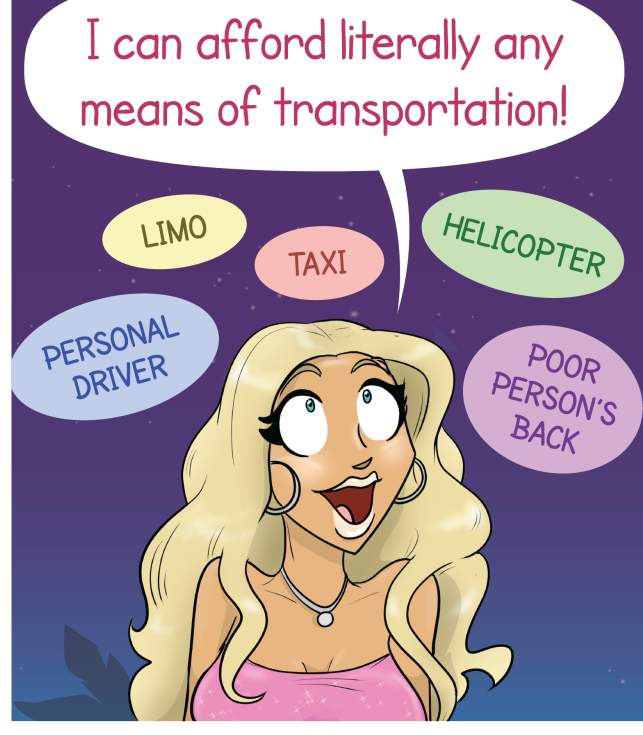 I can afford literally any
means of transportation!
LIMO
TAXI
HELICOPTER
PERSONAL
DRIVER
POOR
PERSON'S
BACK